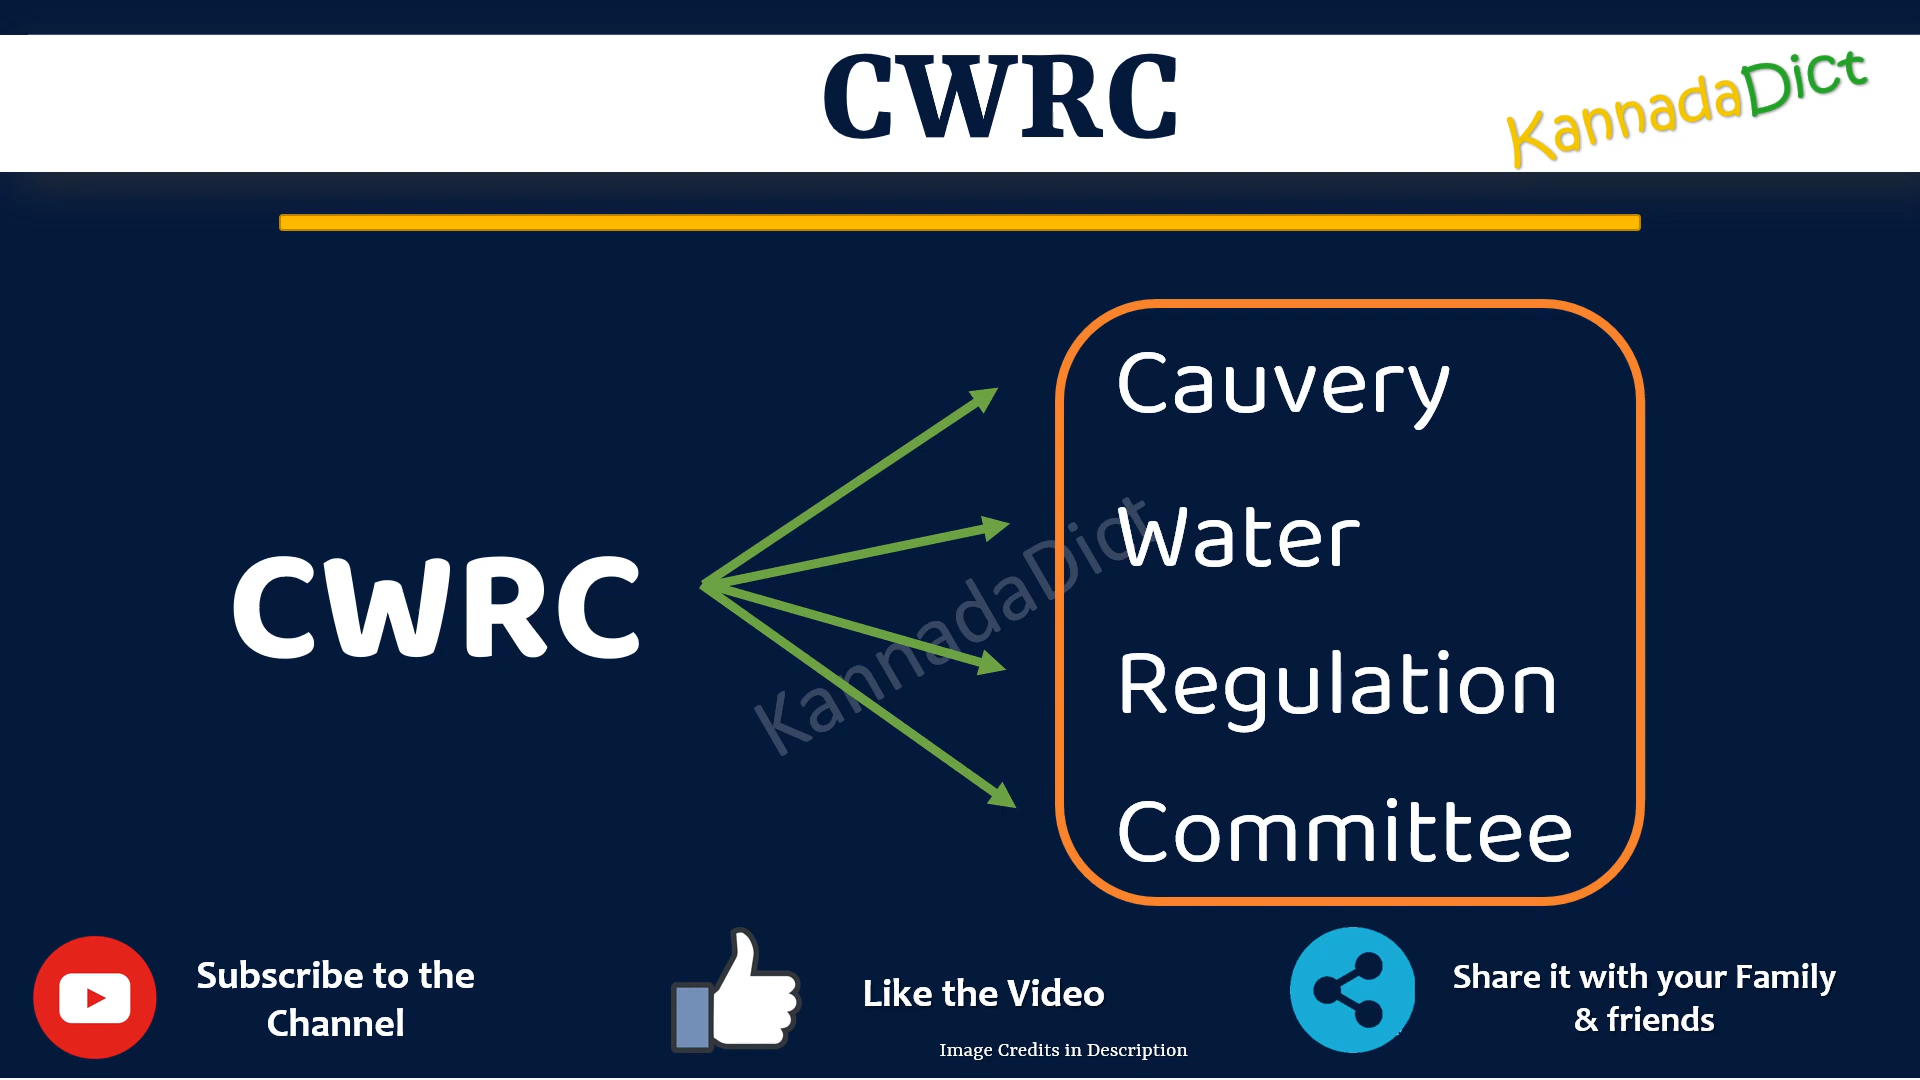 CWRC
KannadaDict
CWRC
Cauvery
Water
Regulation
Committee
KannadaDict
Subscribe to the
Channel
Like the Video
Share it with your Family
& friends
Image Credits in Description